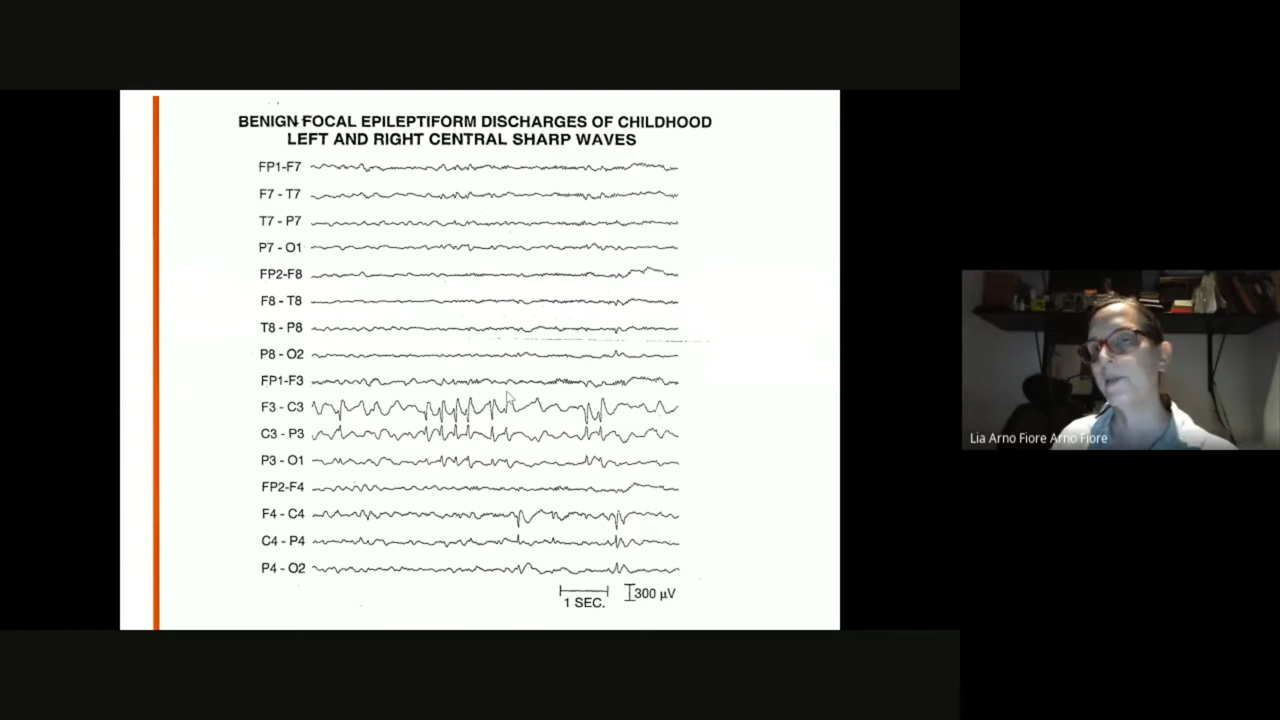 BENIGN FOCAL EPILEPTIFORM DISCHARGES OF CHILDHOOD
LEFT AND RIGHT CENTRAL SHARP WAVES
FP1-F7
F7 - T7
T7 - P7
P7 - O1
FP2-F8
F8 - T8
T8 - P8
P8 - O2
FP1-F3
F3 - C3
C3 - P3
P3 - O1
FP2-F4
F4 - C4
C4 - P4
P4 - O2
1 SEC.
300 μV
Lia Arno Fiore Arno Fiore